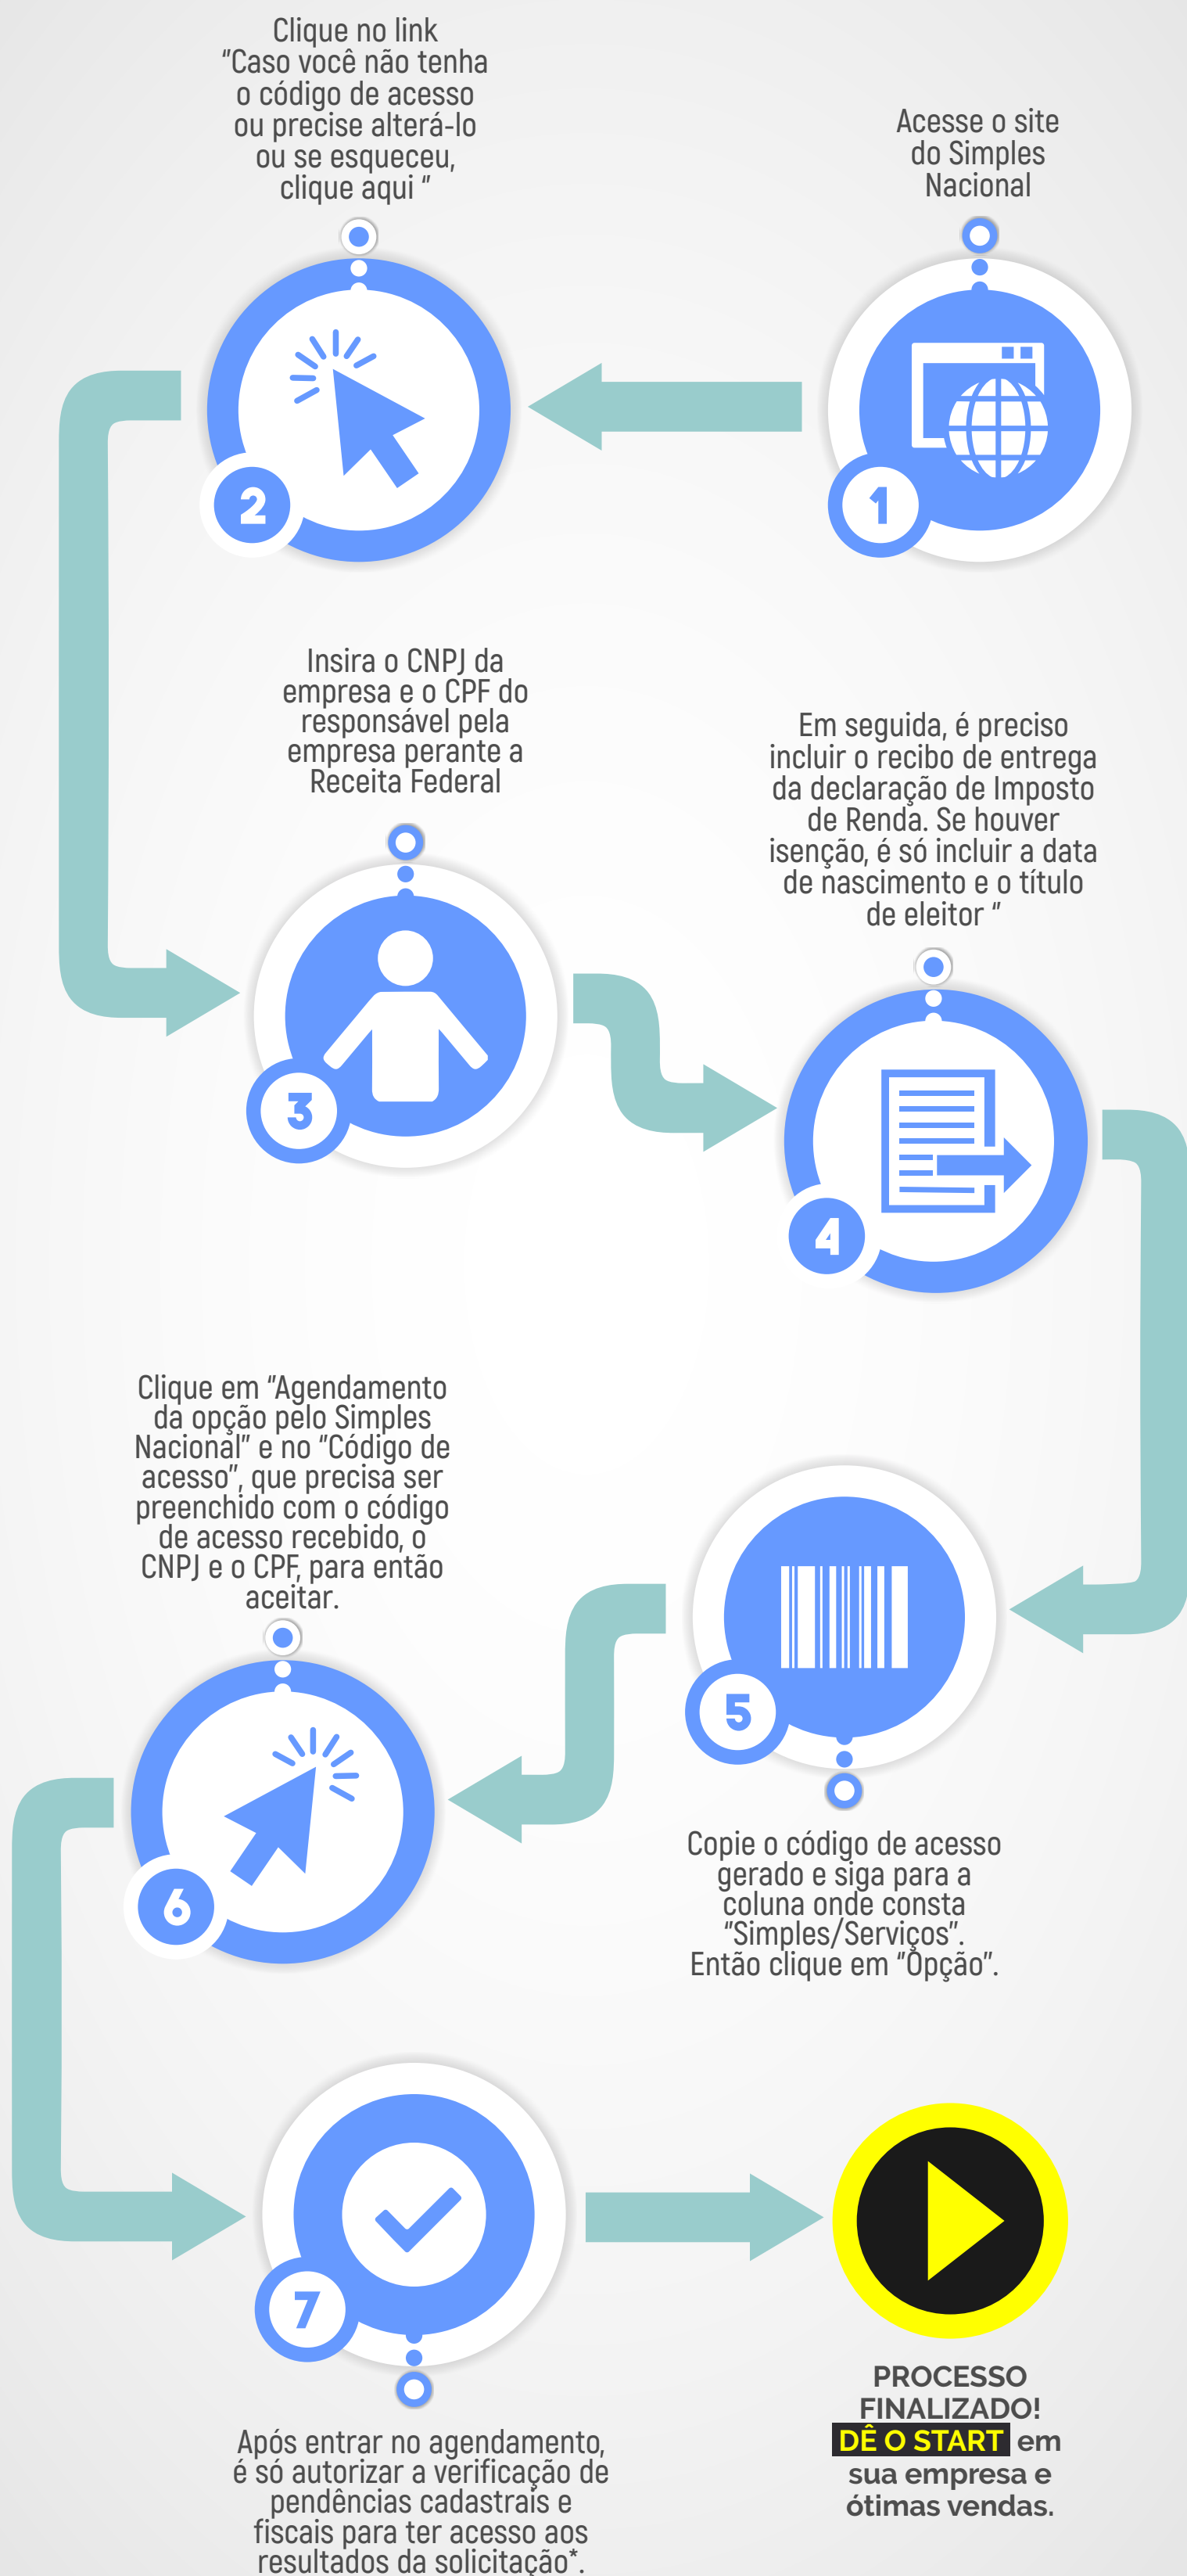 Acesse o site
do Simples
Nacional
1
Clique no link
"Caso você não tenha
o código de acesso
ou precise alterá-lo
ou se esqueceu,
clique aqui "
2
Insira o CNPJ da
empresa e o CPF do
responsável pela
empresa perante a
Receita Federal
3
Em seguida, é preciso
incluir o recibo de entrega
da declaração de Imposto
de Renda. Se houver
isenção, é só incluir a data
de nascimento e o título
de eleitor "
4
5
Copie o código de acesso
gerado e siga para a
coluna onde consta
"Simples/Serviços".
Então clique em "Opção".
Clique em "Agendamento
da opção pelo Simples
Nacional" e no "Código de
acesso", que precisa ser
preenchido com o código
de acesso recebido, o
CNPJ e o CPF, para então
aceitar.
6
7
Após entrar no agendamento,
é só autorizar a verificação de
pendências cadastrais e
fiscais para ter acesso aos
resultados da solicitação*.
PROCESSO
FINALIZADO!
DÊ O START em
sua empresa e
ótimas vendas.